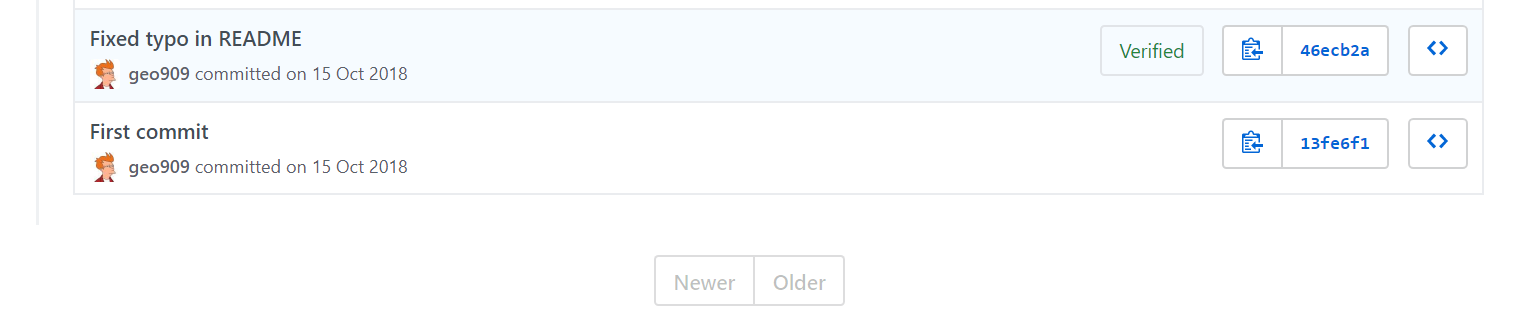 Fixed typo in README
geo909 committed on 15 Oct 2018
Verified
46ecb2a
First commit
geo909 committed on 15 Oct 2018
13fe6f1
Newer
Older